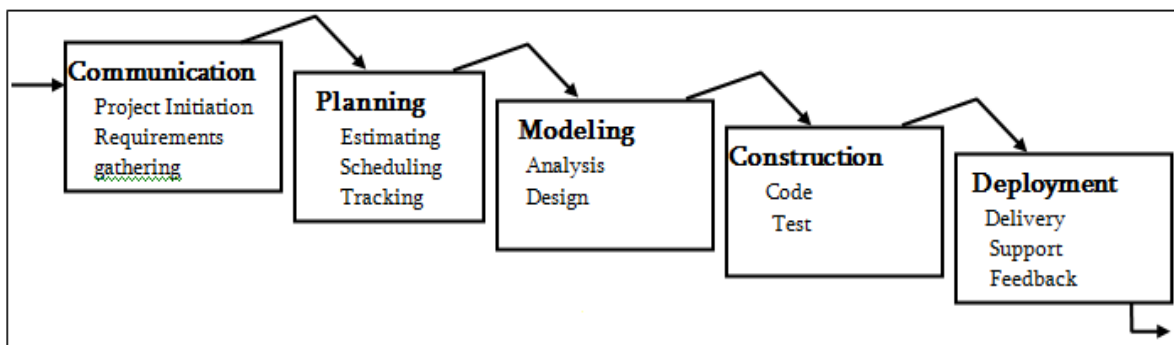 Communication
Project Initiation
Requirements
gathering
Planning
Estimating
Scheduling
Tracking
Modeling
Analysis
Design
Construction
Code
Test
Deployment
Delivery
Support
Feedback